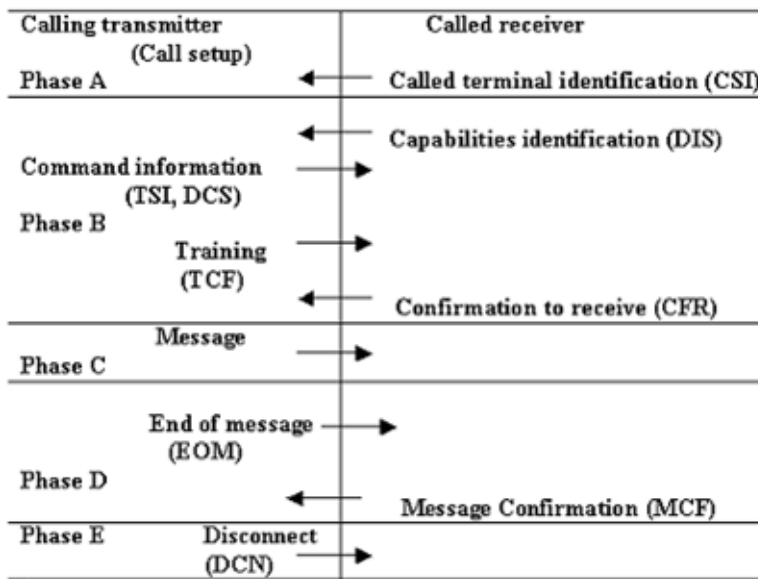 Calling transmitter
Called receiver
(Call setup)
Phase A
Called terminal identification (CSI)
Capabilities identification (DIS)
Command information
(TSI, DCS)
Phase B
Training
(TCF)
Confirmation to receive (CFR)
Message
Phase C
End of message
(EOM)
Phase D
Message Confirmation (MCF)
Phase E
Disconnect
(DCN)